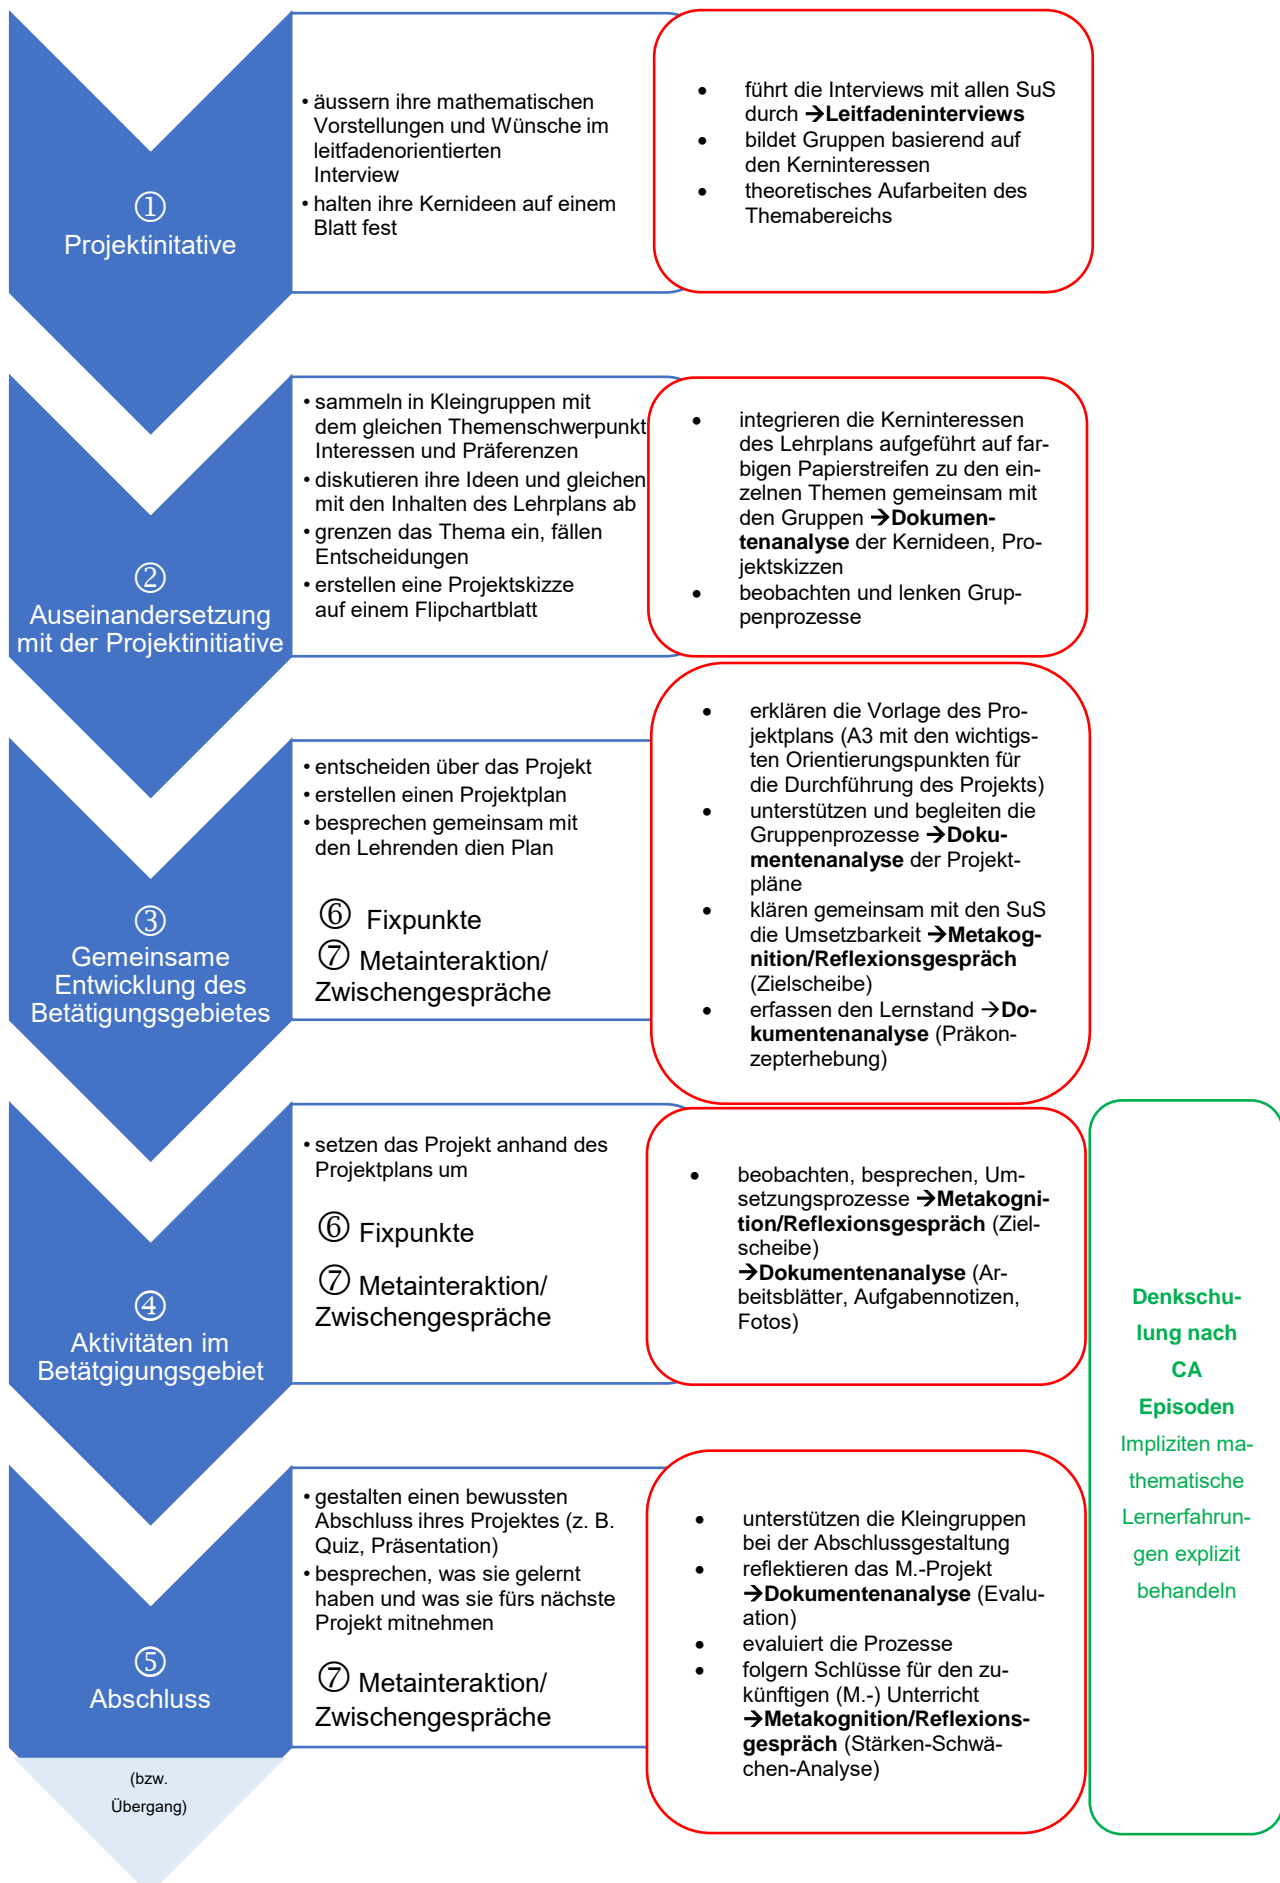 ①
Projektinitative
• äussern ihre mathematischen
Vorstellungen und Wünsche im
leitfadenorientierten
Interview
• halten ihre Kernideen auf einem
Blatt fest
• führt die Interviews mit allen SuS
durch →Leitfadeninterviews
• bildet Gruppen basierend auf
den Kerninteressen
• theoretisches Aufarbeiten des
Themabereichs
②
Auseinandersetzung
mit der Projektinitiative
• sammeln in Kleingruppen mit
dem gleichen Themenschwerpunkt
Interessen und Präferenzen
• diskutieren ihre Ideen und gleichen
mit den Inhalten des Lehrplans ab
• grenzen das Thema ein, fällen
Entscheidungen
• erstellen eine Projektskizze
auf einem Flipchartblatt
• integrieren die Kerninteressen
des Lehrplans aufgeführt auf far-
bigen Papierstreifen zu den ein-
zelnen Themen gemeinsam mit
den Gruppen →Dokumen-
tenanalyse der Kernideen, Pro-
jektskizzen
• beobachten und lenken Grup-
penprozesse
③
Gemeinsame
Entwicklung des
Betätigungsgebietes
• entscheiden über das Projekt
• erstellen einen Projektplan
• besprechen gemeinsam mit
den Lehrenden dien Plan
⑥ Fixpunkte
⑦ Metainteraktion/
Zwischengespräche
• erklären die Vorlage des Pro-
jektplans (A3 mit den wichtigs-
ten Orientierungspunkten für
die Durchführung des Projekts)
• unterstützen und begleiten die
Gruppenprozesse →Doku-
mentenanalyse der Projekt-
pläne
• klären gemeinsam mit den SuS
die Umsetzbarkeit →Metakog-
nition/Reflexionsgespräch
(Zielscheibe)
• erfassen den Lernstand →Do-
kumentenanalyse (Präkon-
zepterhebung)
④
Aktivitäten im
Betätgigungsgebiet
• setzen das Projekt anhand des
Projektplans um
⑥ Fixpunkte
⑦ Metainteraktion/
Zwischengespräche
• beobachten, besprechen, Um-
setzungsprozesse →Metakogni-
tion/Reflexionsgespräch (Ziel-
scheibe)
→Dokumentenanalyse (Ar-
beitsblätter, Aufgabennotizen,
Fotos)
⑤
Abschluss
(bzw.
Übergang)
• gestalten einen bewussten
Abschluss ihres Projektes (z. B.
Quiz, Präsentation)
• besprechen, was sie gelernt
haben und was sie fürs nächste
Projekt mitnehmen
⑦ Metainteraktion/
Zwischengespräche
• unterstützen die Kleingruppen
bei der Abschlussgestaltung
• reflektieren das M.-Projekt
→Dokumentenanalyse (Evalu-
ation)
• evaluiert die Prozesse
• folgern Schlüsse für den zu-
künftigen (M.-) Unterricht
→Metakognition/Reflexions-
gespräch (Stärken-Schwä-
chen-Analyse)
Denkschu-
lung nach
CA
Episoden
Impliziten ma-
thematische
Lernerfahrun-
gen explizit
behandeln